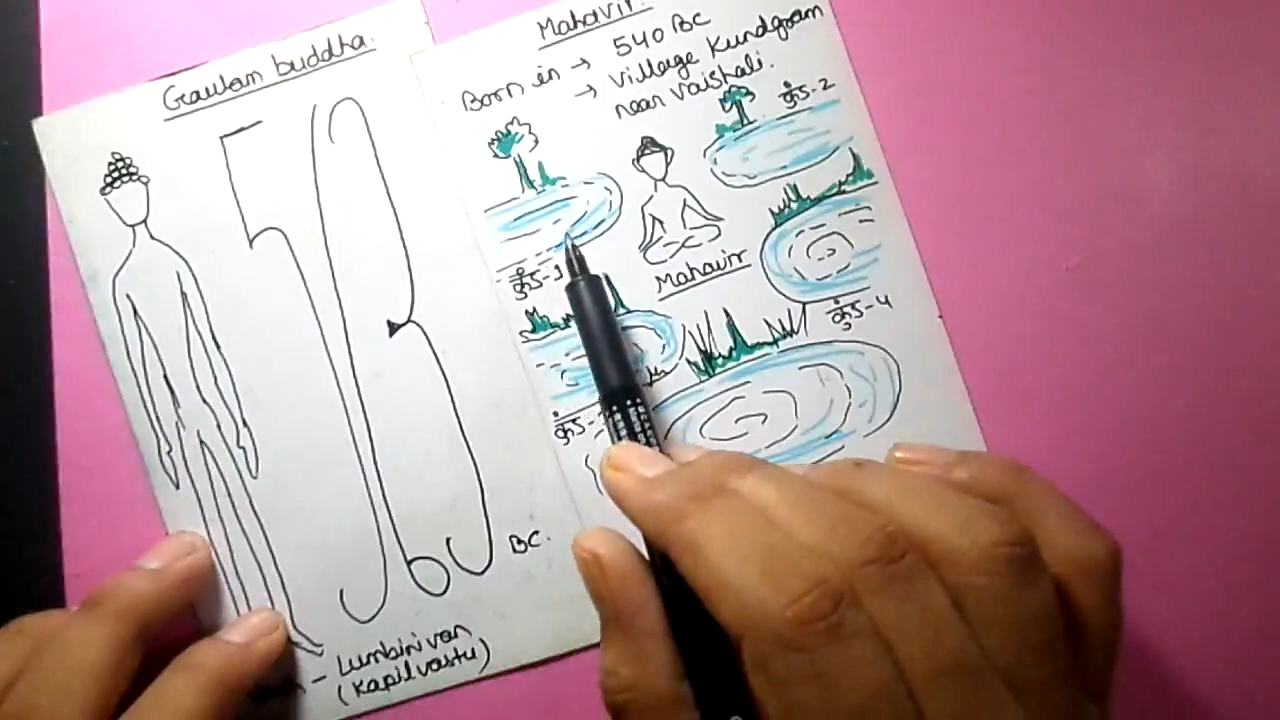 Gautam buddha.
BC.
- Lumbini van
(Kapilvastu)
Mahavir.
Born in → 540 BC
→ Village Kundgram
near Vaishali.
कुंड-2
कुंड-1
Mahavir
कुंड-4
कुंड-